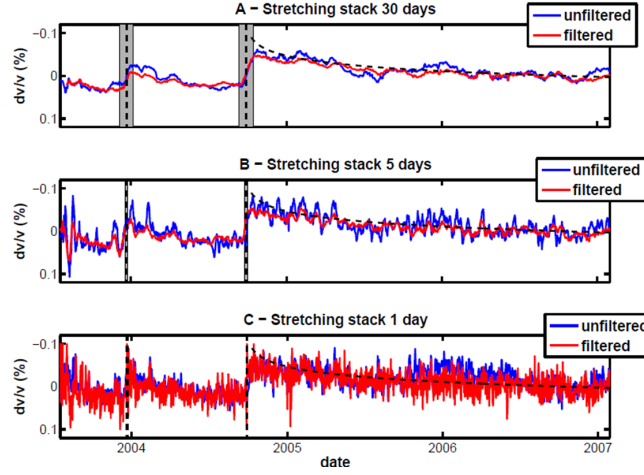 A − Stretching stack 30 days
unfiltered
filtered
−0.1
0
0.1
dv/v (%)
B − Stretching stack 5 days
unfiltered
filtered
−0.1
0
0.1
dv/v (%)
C − Stretching stack 1 day
unfiltered
filtered
−0.1
0
0.1
dv/v (%)
2004 2005 2006 2007
date